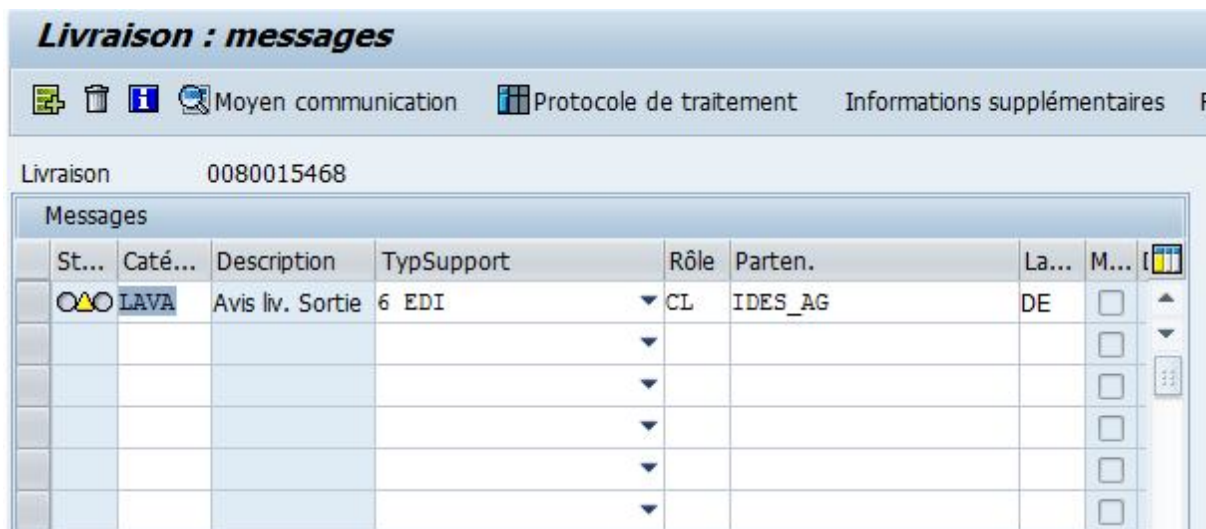 Livraison : messages
Moyen communication Protocole de traitement Informations supplémentaires
Livraison 0080015468
Messages
St... Caté... Description TypSupport Rôle Parten. La... M...
LAVA Avis liv. Sortie 6 EDI CL IDES_AG DE